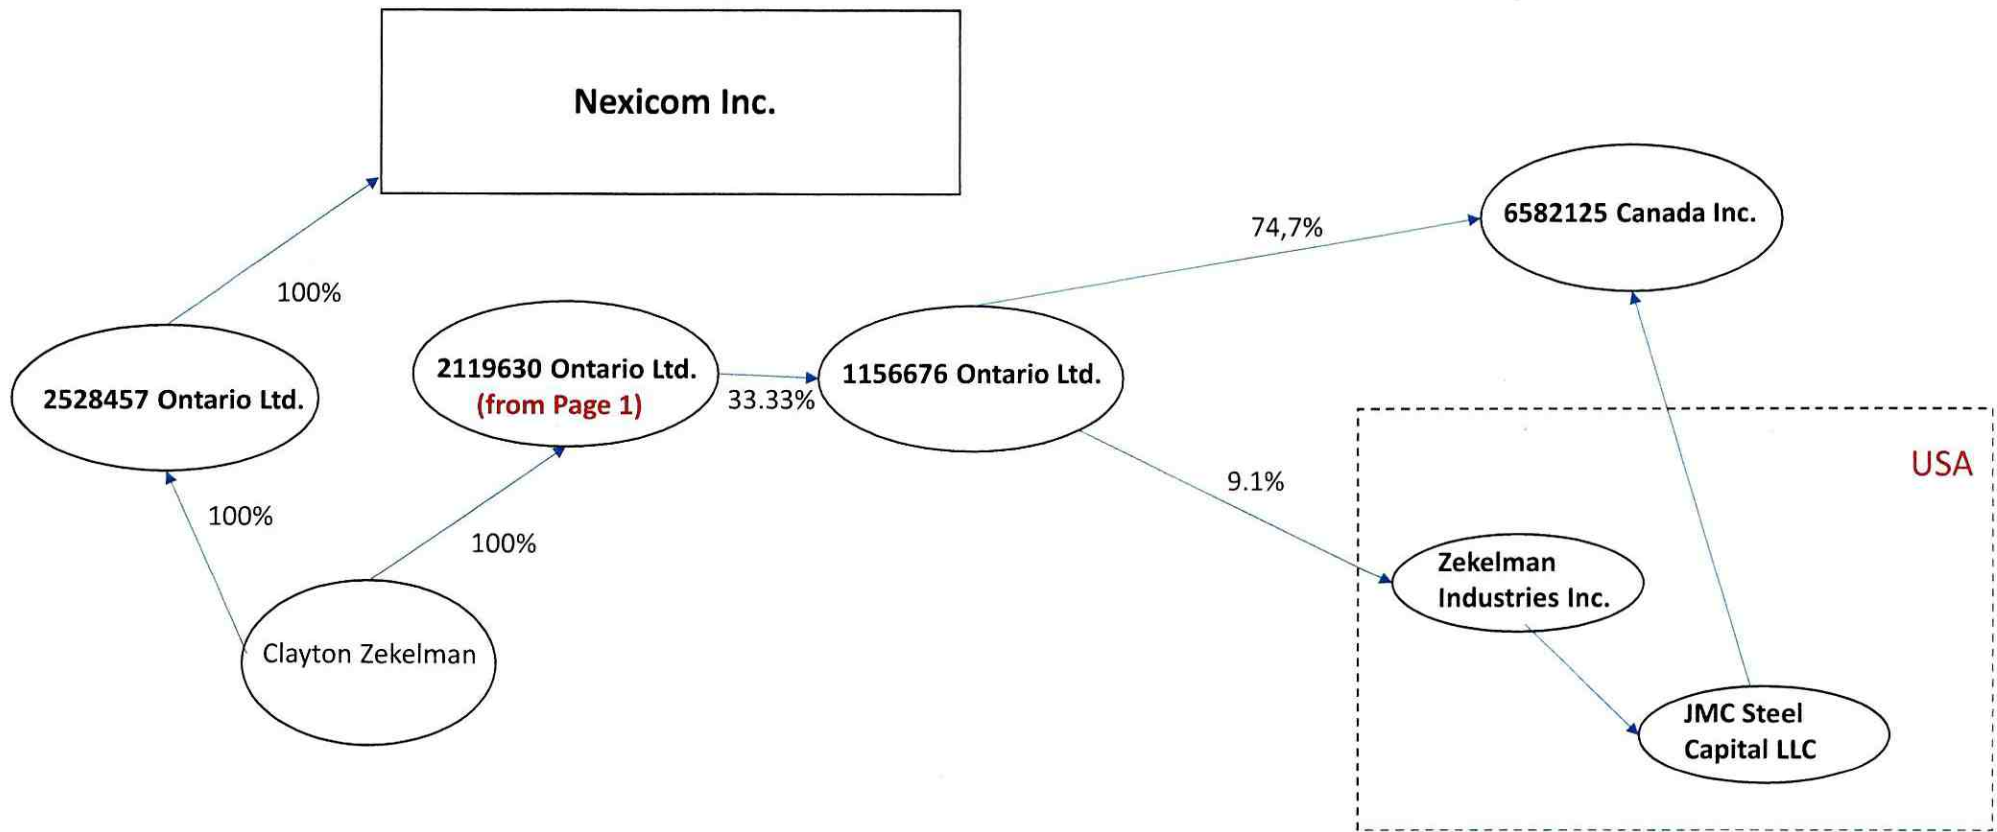 Nexicom Inc.
6582125 Canada Inc.
74,7%
100%
2528457 Ontario Ltd.
2119630 Ontario Ltd.
(from Page 1)
33.33%
1156676 Ontario Ltd.
USA
9.1%
100%
100%
Zekelman
Industries Inc.
Clayton Zekelman
JMC Steel
Capital LLC